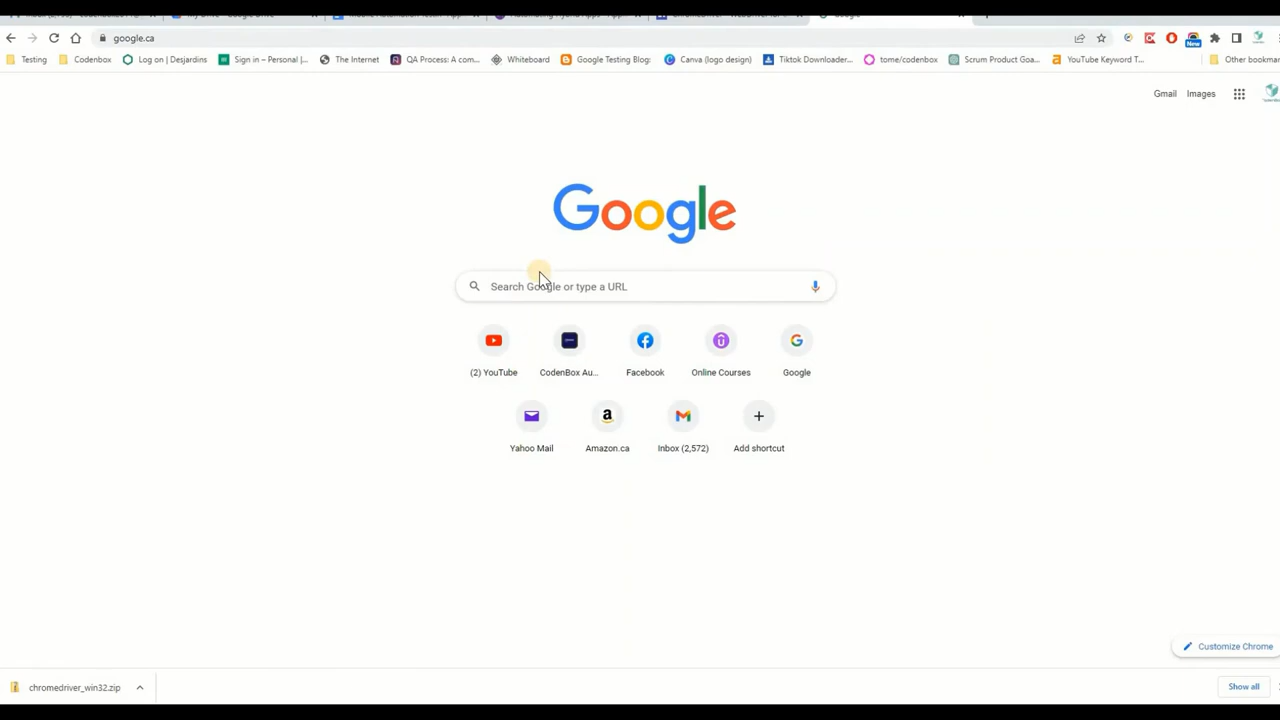 google.ca
New
Testing Codenbox Log on | Desjardins Sign in – Personal |... The Internet QA Process: A com... Whiteboard Google Testing Blog: Canva (logo design) Tiktok Downloader... tome/codenbox Scrum Product Goa... YouTube Keyword T... Other bookmar
Gmail Images
Google
Search Google or type a URL
(2) YouTube CodenBox Au... Facebook Online Courses Google
Yahoo Mail Amazon.ca Inbox (2,572) Add shortcut
Customize Chrome
chromedriver_win32.zip Show all